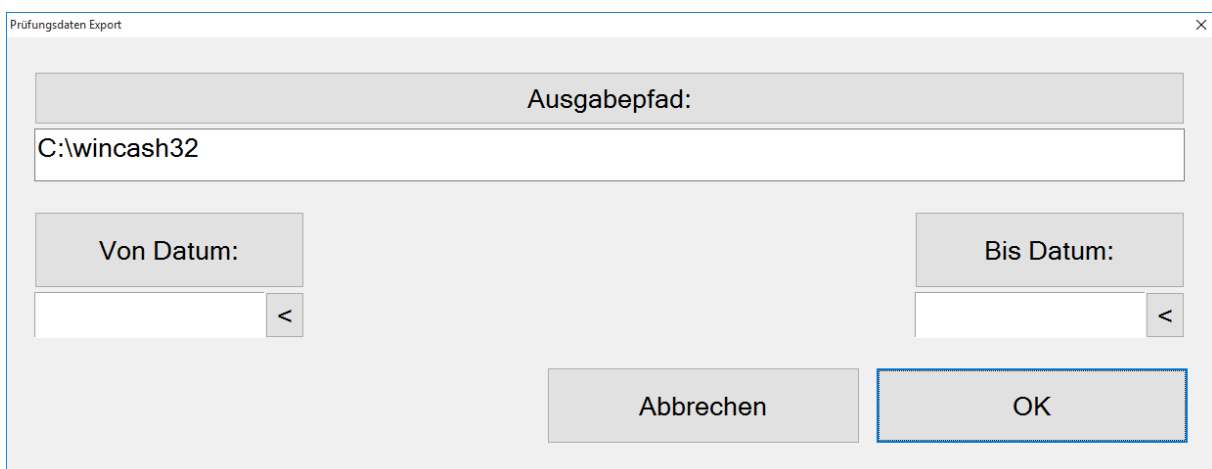 Prüfungsdaten Export
Ausgabepfad:
C:\wincash32
Von Datum: Bis Datum:
< <
Abbrechen OK